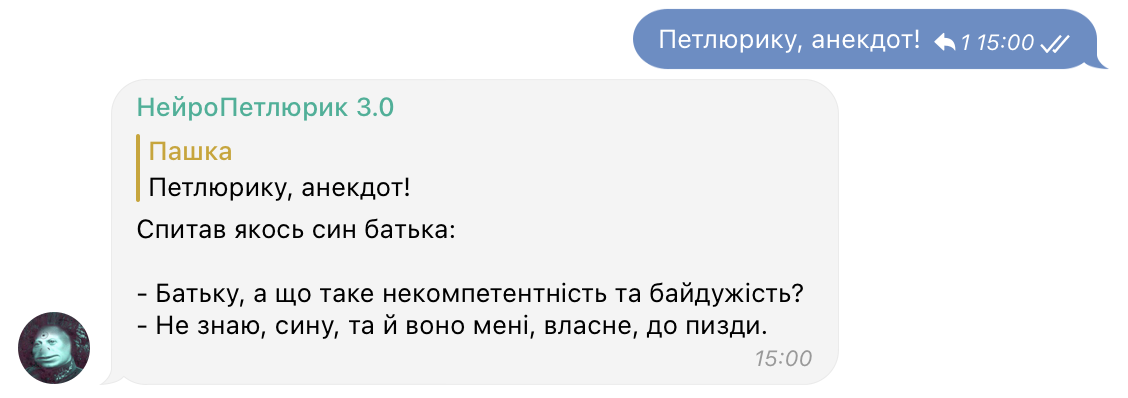 Петлюрику, анекдот! 1 15:00
НейроПетлюрик 3.0
Пашка
Петлюрику, анекдот!
Спитав якось син батька:
- Батьку, а що таке некомпетентність та байдужість?
- Не знаю, сину, та й воно мені, власне, до пизди.
15:00